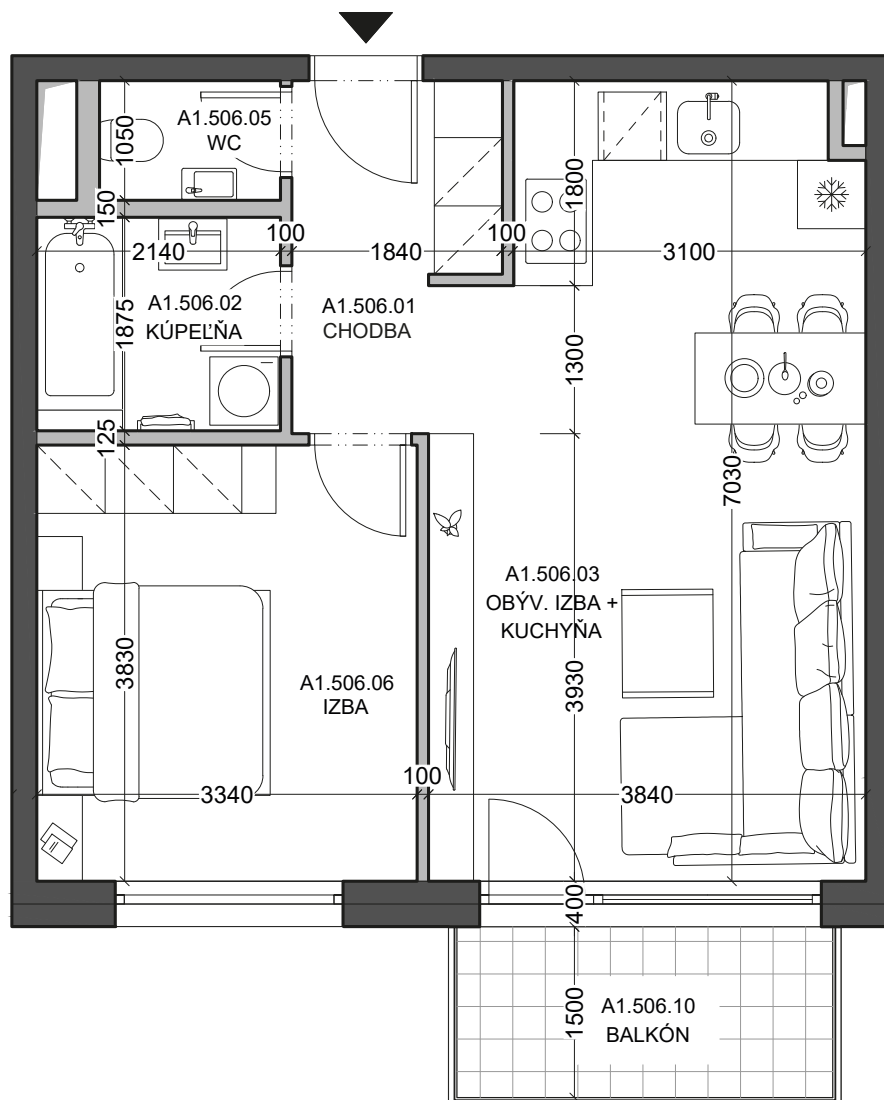 A1.506.05
WC
1050
150
1800
2140
100
1840
100
3100
A1.506.02
KÚPEĽŇA
1875
A1.506.01
CHODBA
1300
125
7030
A1.506.03
OBÝV. IZBA +
KUCHYŇA
3830
A1.506.06
IZBA
3930
3340
100
3840
400
1500
A1.506.10
BALKÓN